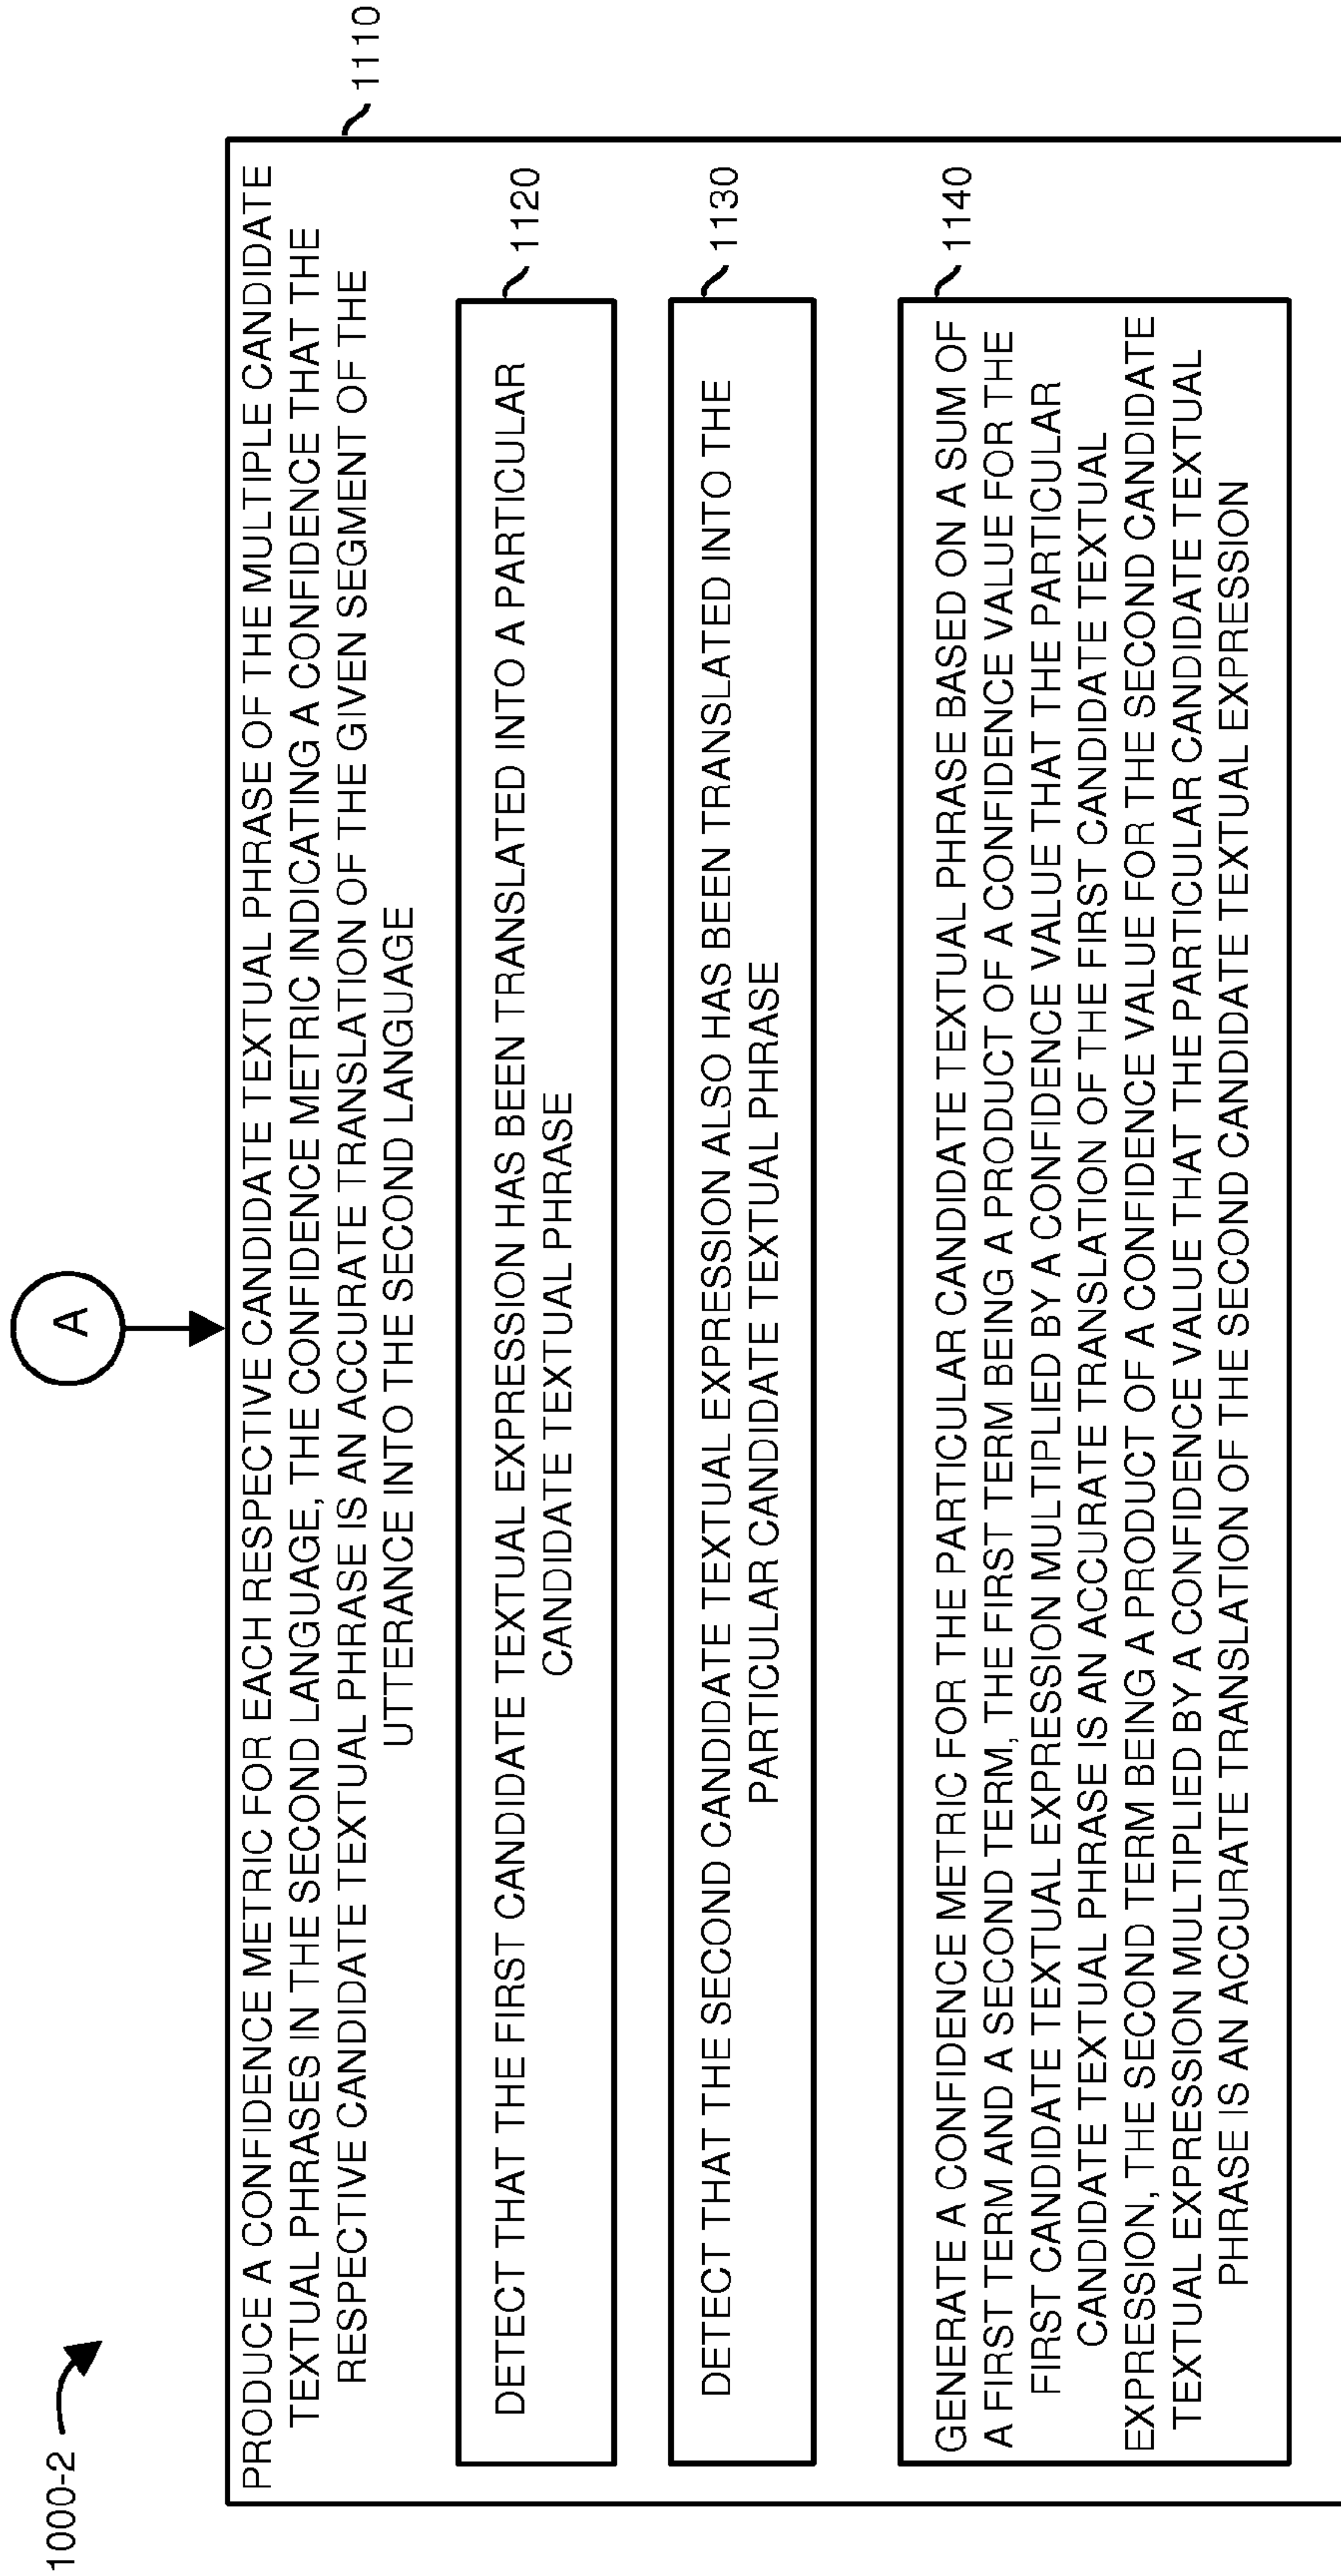 1000-2
A
1110
PRODUCE A CONFIDENCE METRIC FOR EACH RESPECTIVE CANDIDATE TEXTUAL PHRASE OF THE MULTIPLE CANDIDATE
TEXTUAL PHRASES IN THE SECOND LANGUAGE, THE CONFIDENCE METRIC INDICATING A CONFIDENCE THAT THE
RESPECTIVE CANDIDATE TEXTUAL PHRASE IS AN ACCURATE TRANSLATION OF THE GIVEN SEGMENT OF THE
UTTERANCE INTO THE SECOND LANGUAGE
1120
DETECT THAT THE FIRST CANDIDATE TEXTUAL EXPRESSION HAS BEEN TRANSLATED INTO A PARTICULAR
CANDIDATE TEXTUAL PHRASE
1130
DETECT THAT THE SECOND CANDIDATE TEXTUAL EXPRESSION ALSO HAS BEEN TRANSLATED INTO THE
PARTICULAR CANDIDATE TEXTUAL PHRASE
1140
GENERATE A CONFIDENCE METRIC FOR THE PARTICULAR CANDIDATE TEXTUAL PHRASE BASED ON A SUM OF
A FIRST TERM AND A SECOND TERM, THE FIRST TERM BEING A PRODUCT OF A CONFIDENCE VALUE FOR THE
FIRST CANDIDATE TEXTUAL EXPRESSION MULTIPLIED BY A CONFIDENCE VALUE THAT THE PARTICULAR
CANDIDATE TEXTUAL PHRASE IS AN ACCURATE TRANSLATION OF THE FIRST CANDIDATE TEXTUAL
EXPRESSION, THE SECOND TERM BEING A PRODUCT OF A CONFIDENCE VALUE FOR THE SECOND CANDIDATE
TEXTUAL EXPRESSION MULTIPLIED BY A CONFIDENCE VALUE THAT THE PARTICULAR CANDIDATE TEXTUAL
PHRASE IS AN ACCURATE TRANSLATION OF THE SECOND CANDIDATE TEXTUAL EXPRESSION